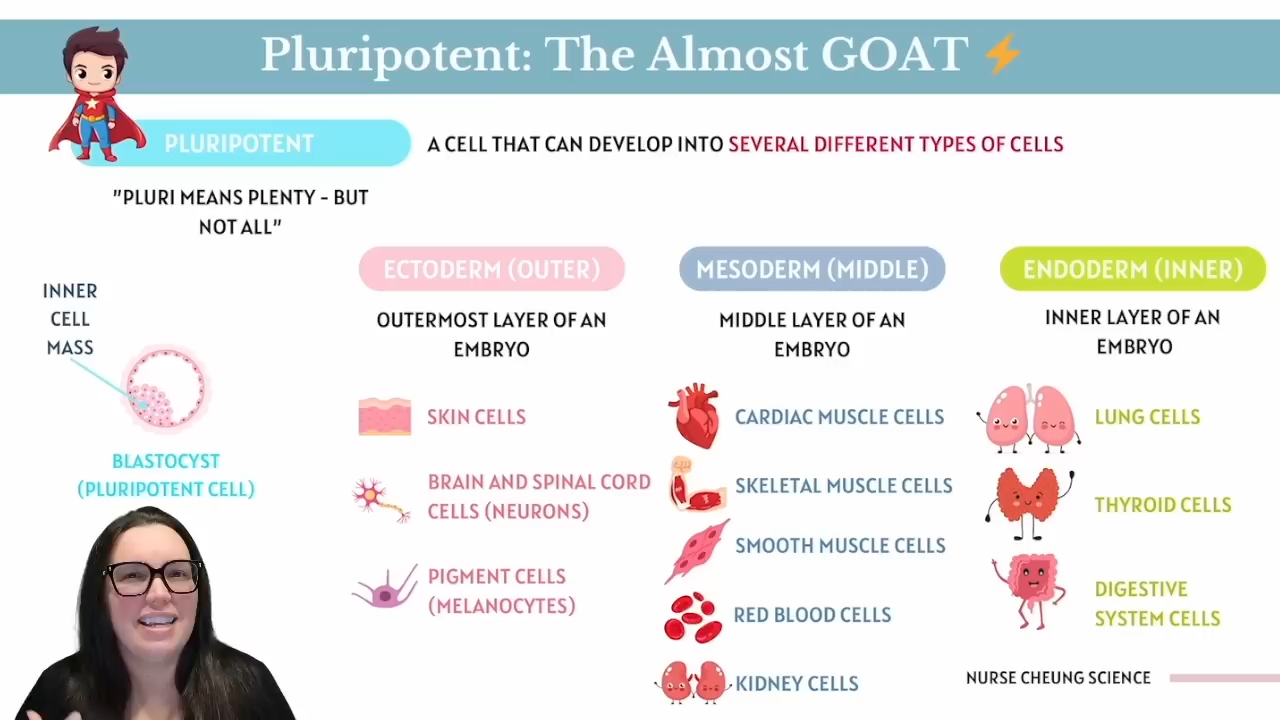 Pluripotent: The Almost GOAT ⚡
PLURIPOTENT
A CELL THAT CAN DEVELOP INTO SEVERAL DIFFERENT TYPES OF CELLS
"PLURI MEANS PLENTY - BUT
NOT ALL"
INNER
CELL
MASS
BLASTOCYST
(PLURIPOTENT CELL)
ECTODERM (OUTER)
OUTERMOST LAYER OF AN
EMBRYO
SKIN CELLS
BRAIN AND SPINAL CORD
CELLS (NEURONS)
PIGMENT CELLS
(MELANOCYTES)
MESODERM (MIDDLE)
MIDDLE LAYER OF AN
EMBRYO
CARDIAC MUSCLE CELLS
SKELETAL MUSCLE CELLS
SMOOTH MUSCLE CELLS
RED BLOOD CELLS
KIDNEY CELLS
ENDODERM (INNER)
INNER LAYER OF AN
EMBRYO
LUNG CELLS
THYROID CELLS
DIGESTIVE
SYSTEM CELLS
NURSE CHEUNG SCIENCE